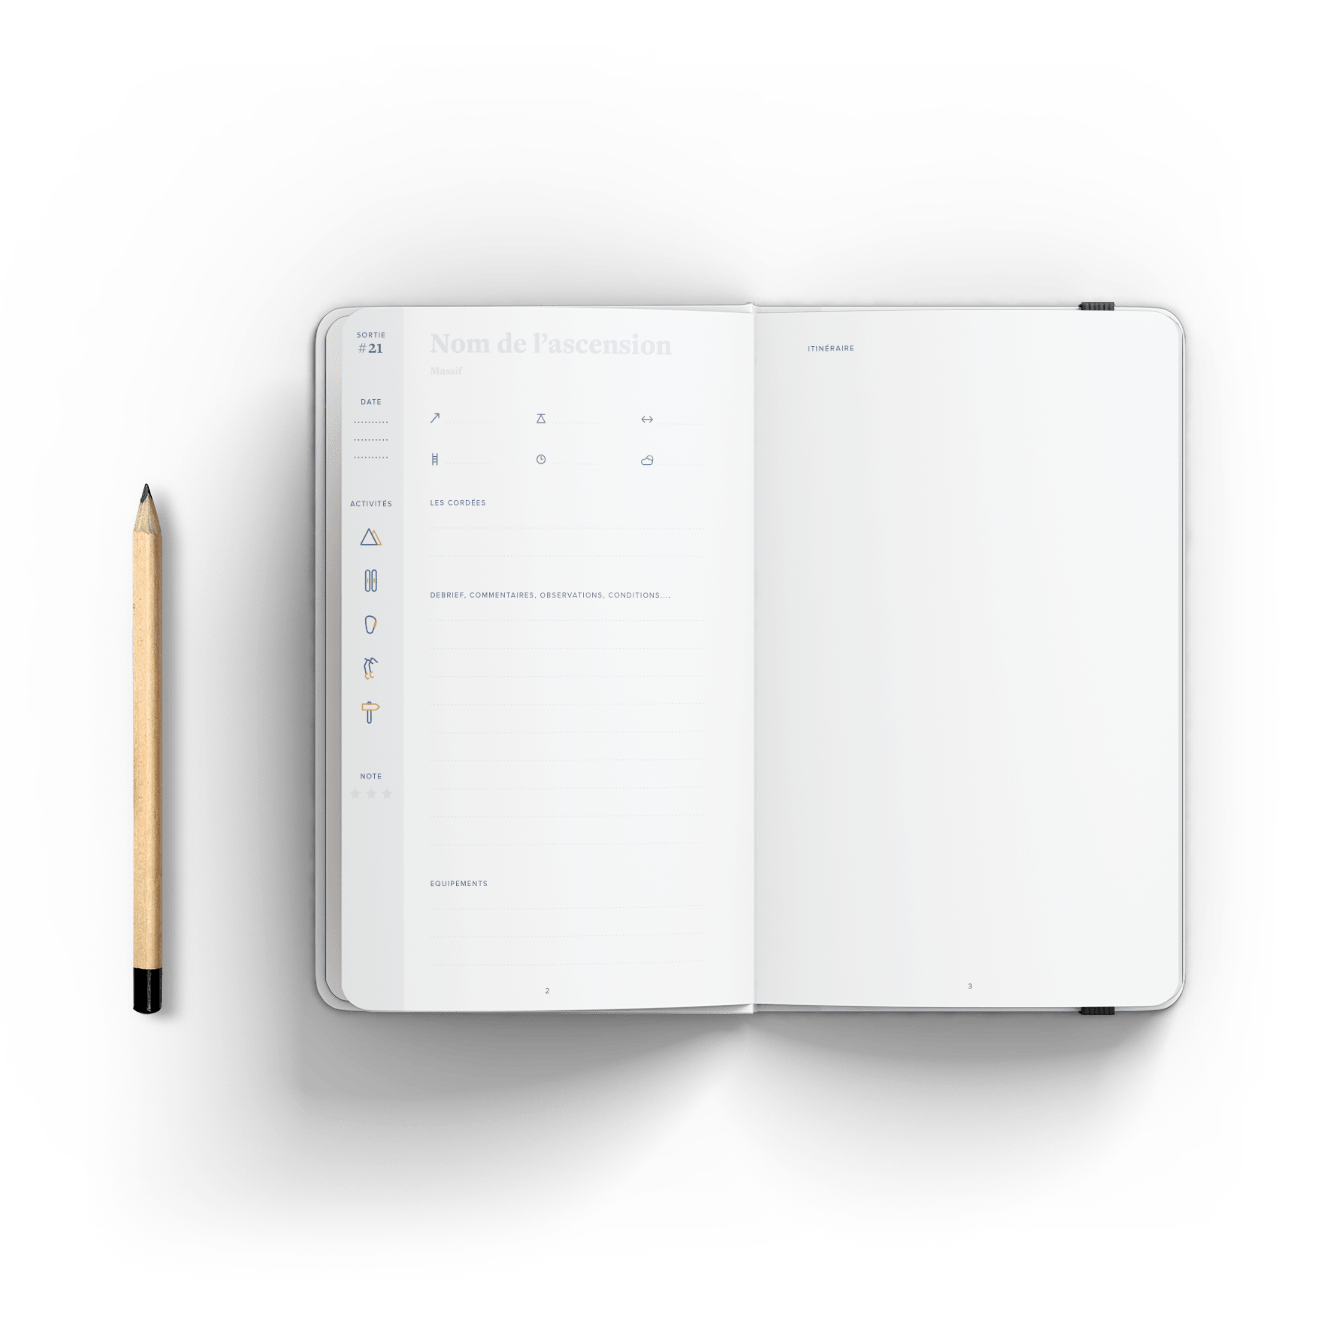 SORTIE
#21
DATE
ACTIVITÉS
NOTE
Nom de l'ascension
Massif
LES CORDÉES
DEBRIEF, COMMENTAIRES, OBSERVATIONS, CONDITIONS....
EQUIPEMENTS
2
ITINÉRAIRE
3